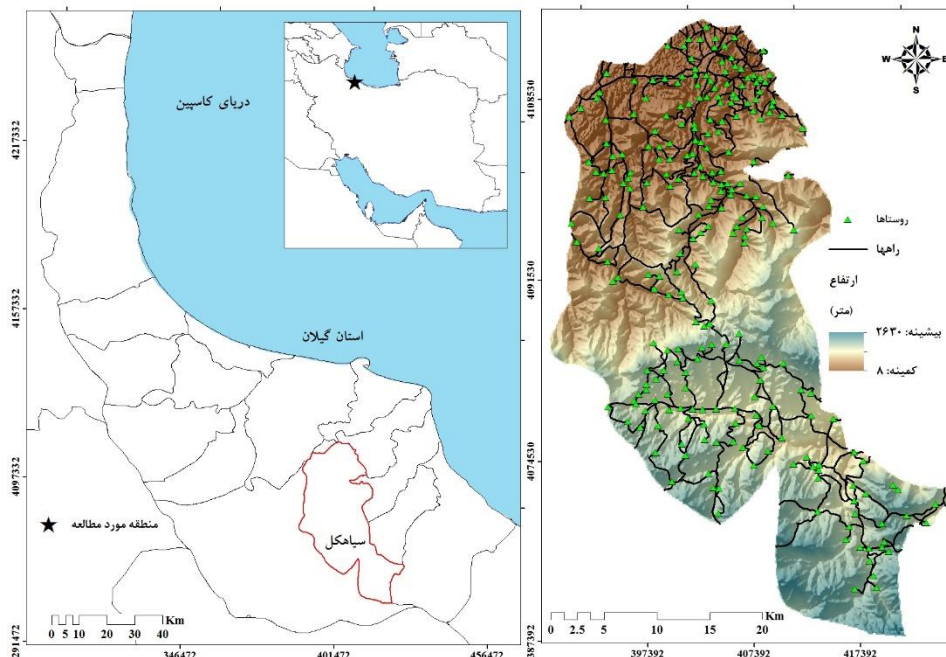 دریای کاسپین
استان گیلان
سیاهکل
منطقه مورد مطالعه
4217332
4157332
4097332
291472
346472
401472
456472
Km
0 5 10 20 30 40
N
W E
S
روستاها
راهها
ارتفاع
(متر)
بیشینه: ۲۶۳۰
کمینه: ۸
4108530
4091530
4074530
387392
397392
407392
417392
Km
0 2.5 5 10 15 20